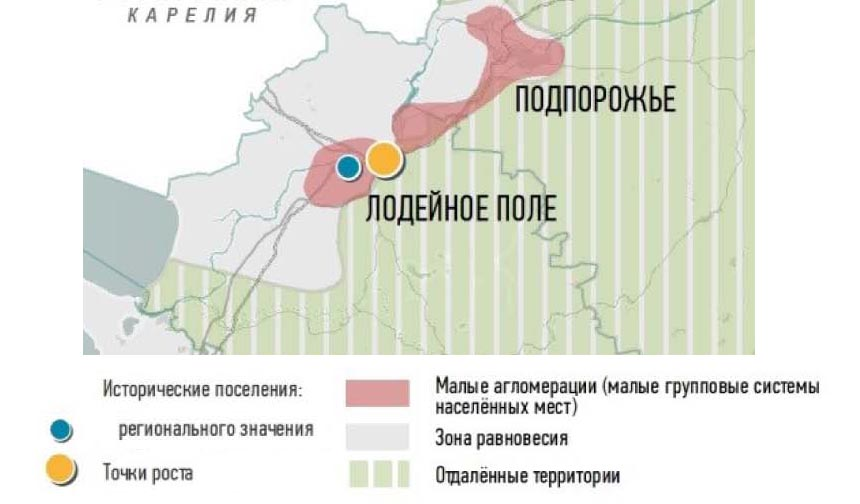 КАРЕЛИЯ
ПОДПОРОЖЬЕ
ЛОДЕЙНОЕ ПОЛЕ
Исторические поселения:
регионального значения
Точки роста
Малые агломерации (малые групповые системы
населённых мест)
Зона равновесия
Отдалённые территории